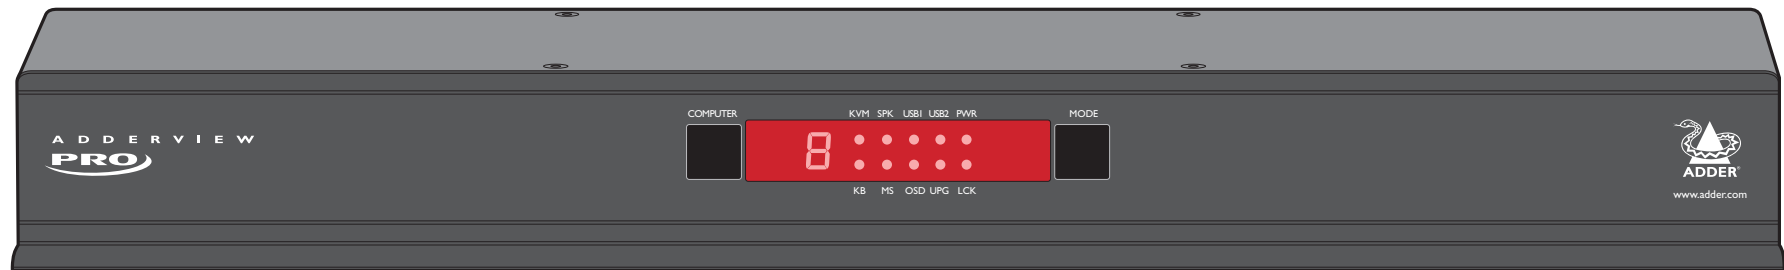 COMPUTER
KVM SPK USB1 USB2 PWR
MODE
ADDERVIEW
PRO
8
KB MS OSD UPG LCK
ADDER®
www.adder.com